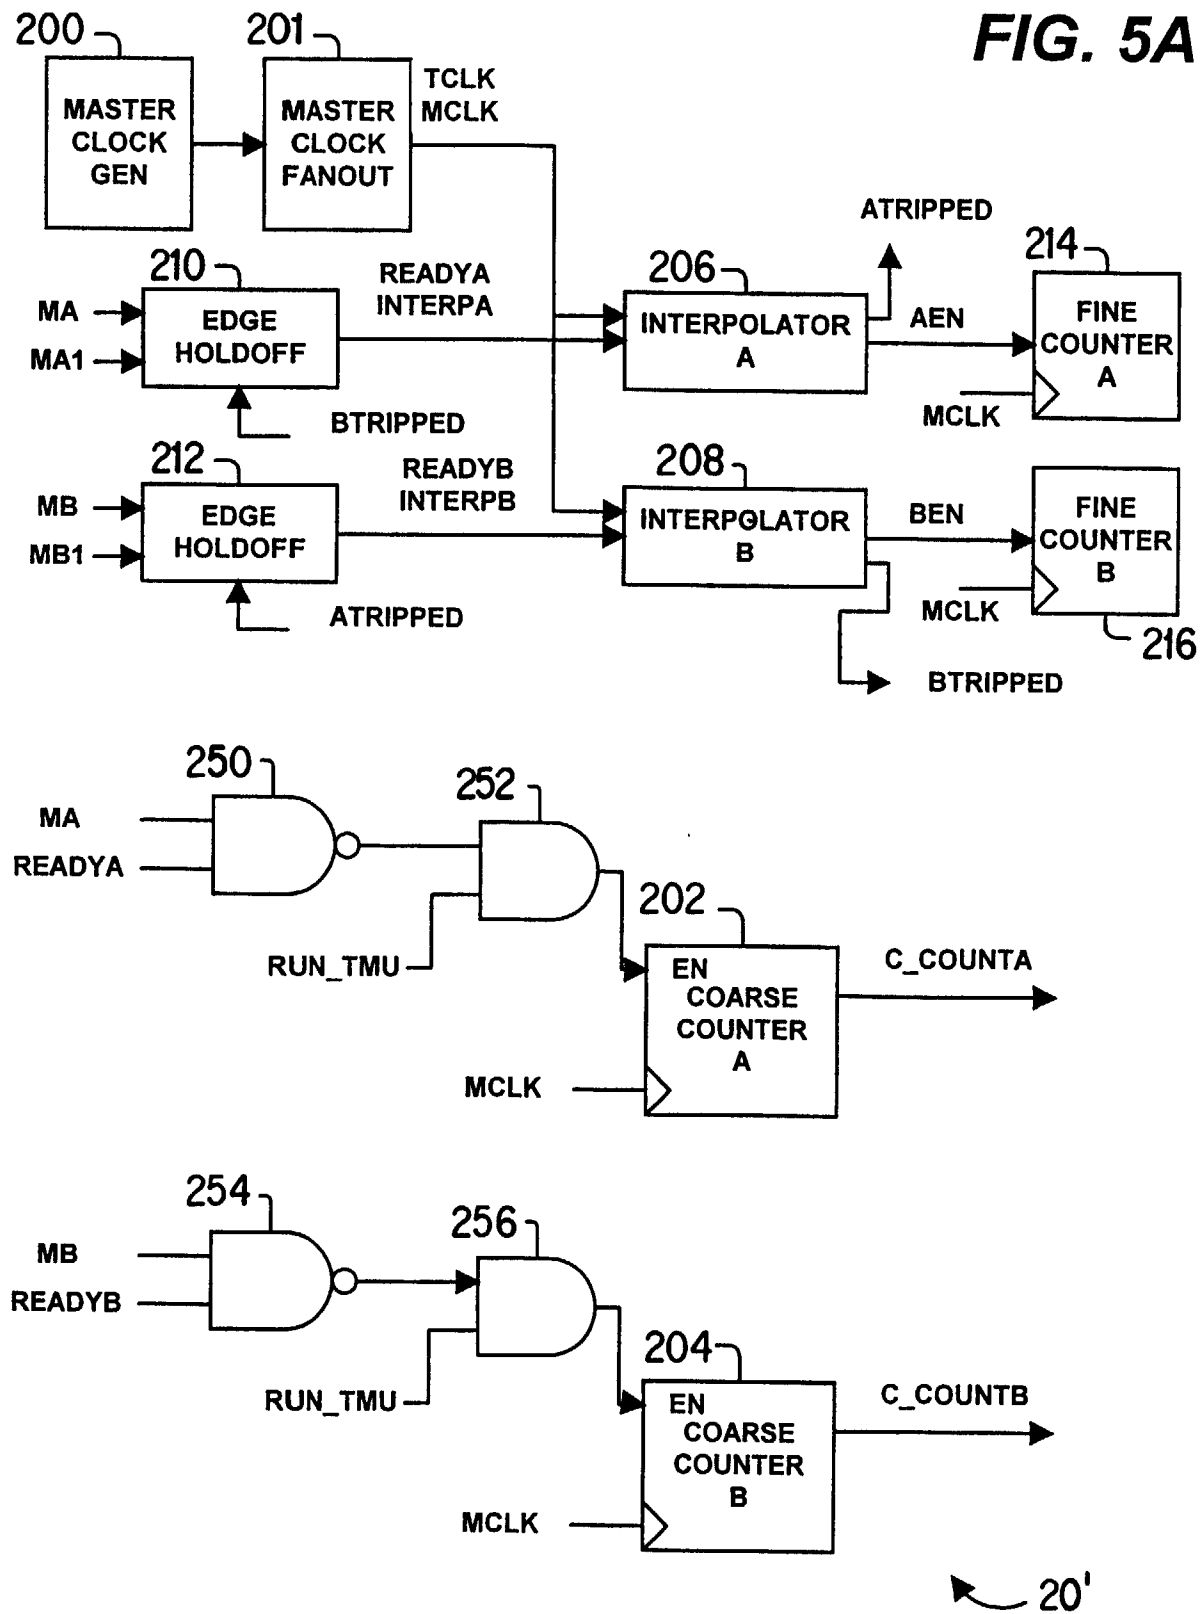 FIG. 5A
200
201
MASTER
CLOCK
GEN
MASTER
CLOCK
FANOUT
TCLK
MCLK
210
MA
MA1
EDGE
HOLDOFF
READYA
INTERPA
BTRIPPED
206
INTERPOLATOR
A
ATRIPPED
AEN
214
FINE
COUNTER
A
MCLK
212
MB
MB1
EDGE
HOLDOFF
READYB
INTERPB
ATRIPPED
208
INTERPOLATOR
B
BEN
FINE
COUNTER
B
MCLK
216
BTRIPPED
250
MA
READYA
252
RUN_TMU
202
EN
COARSE
COUNTER
A
MCLK
C_COUNTA
254
MB
READYB
256
RUN_TMU
204
EN
COARSE
COUNTER
B
MCLK
C_COUNTB
20'